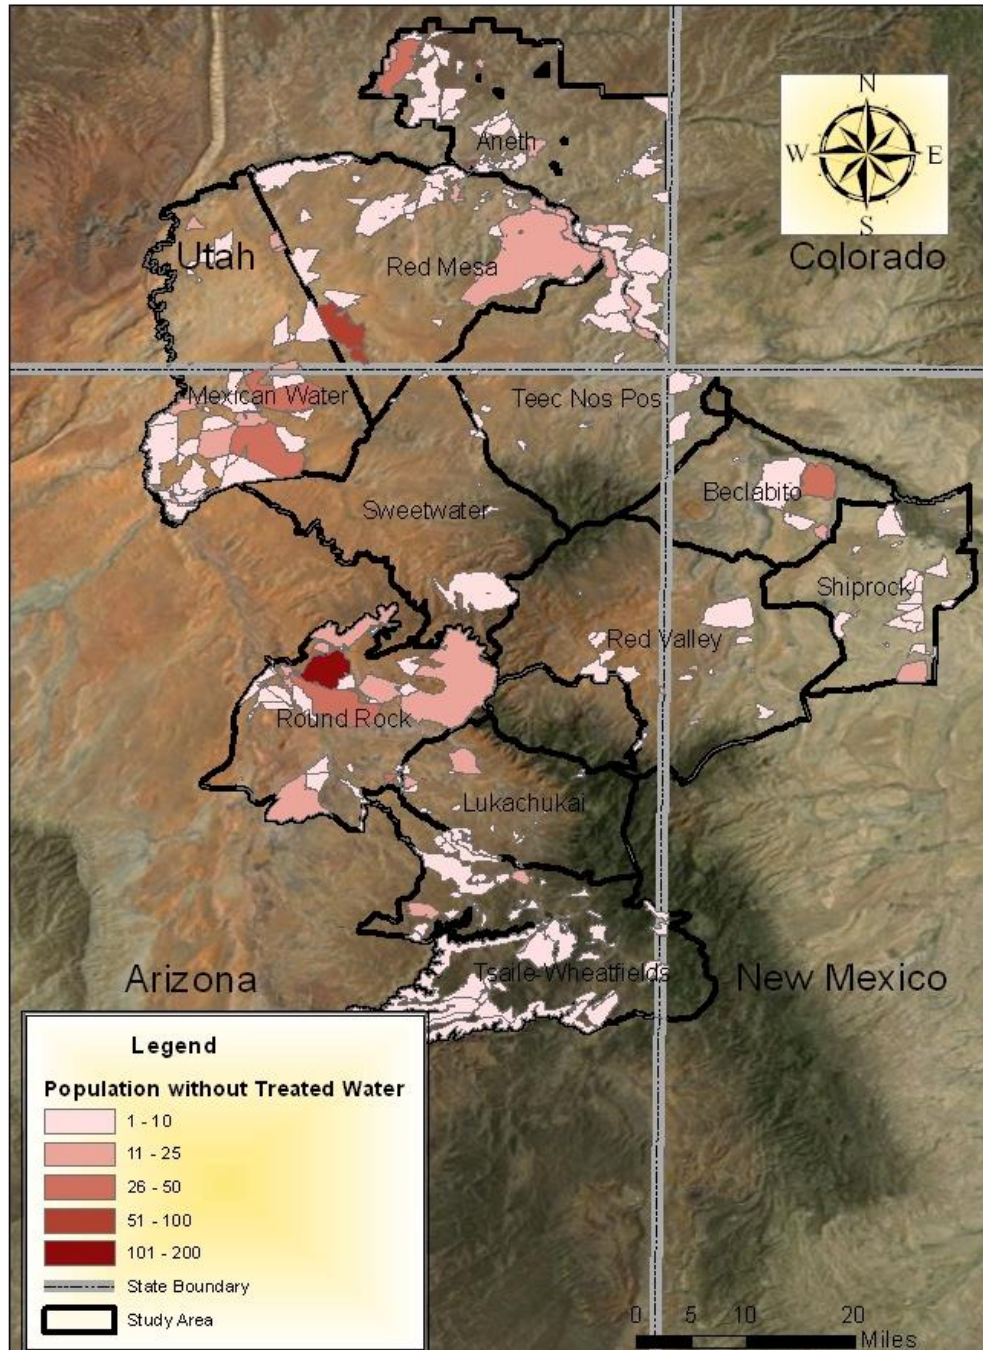 N
W E
S
Aneth
Utah
Red Mesa
Colorado
Mexican Water
Teec Nos Pos
Beclabito
Sweetwater
Shiprock
Red Valley
Round Rock
Lukachukai
Tsaile-Wheatfields
Arizona
New Mexico
Legend
Population without Treated Water
1 - 10
11 - 25
26 - 50
51 - 100
101 - 200
State Boundary
Study Area
0 5 10 20
Miles